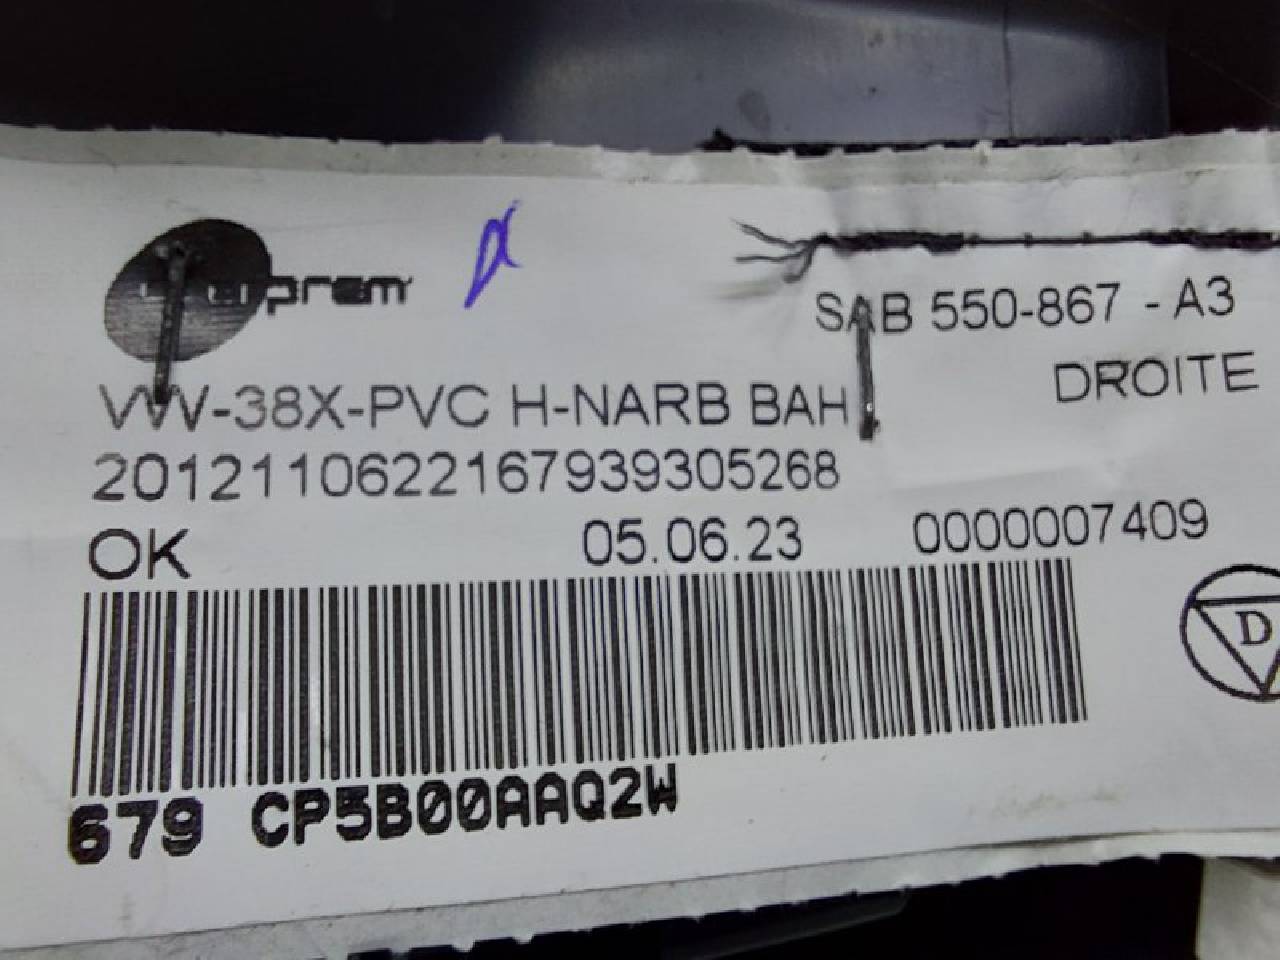 SAB 550-867 - A3
DROITE
VW-38X-PVC H-NARB BAH
20121106221679393​05268
OK 05.06.23 0000007409
D
679 CP5B00AAQ2W